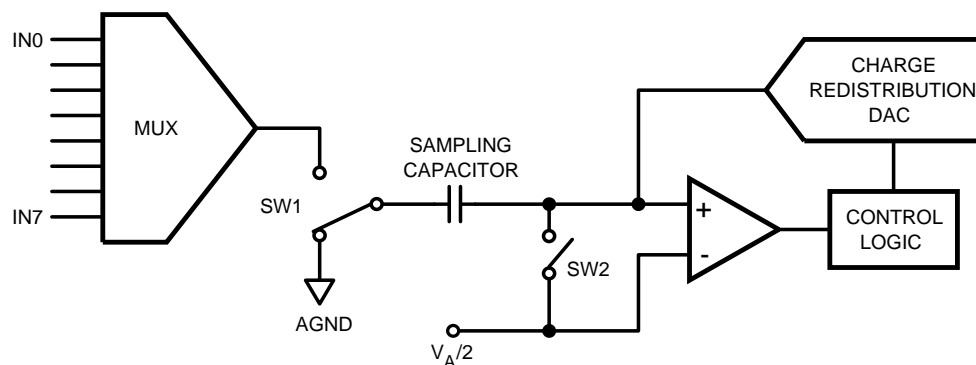 IN0
MUX
IN7
SW1
AGND
SAMPLING
CAPACITOR
SW2
V_A/2
+
-
CHARGE
REDISTRIBUTION
DAC
CONTROL
LOGIC